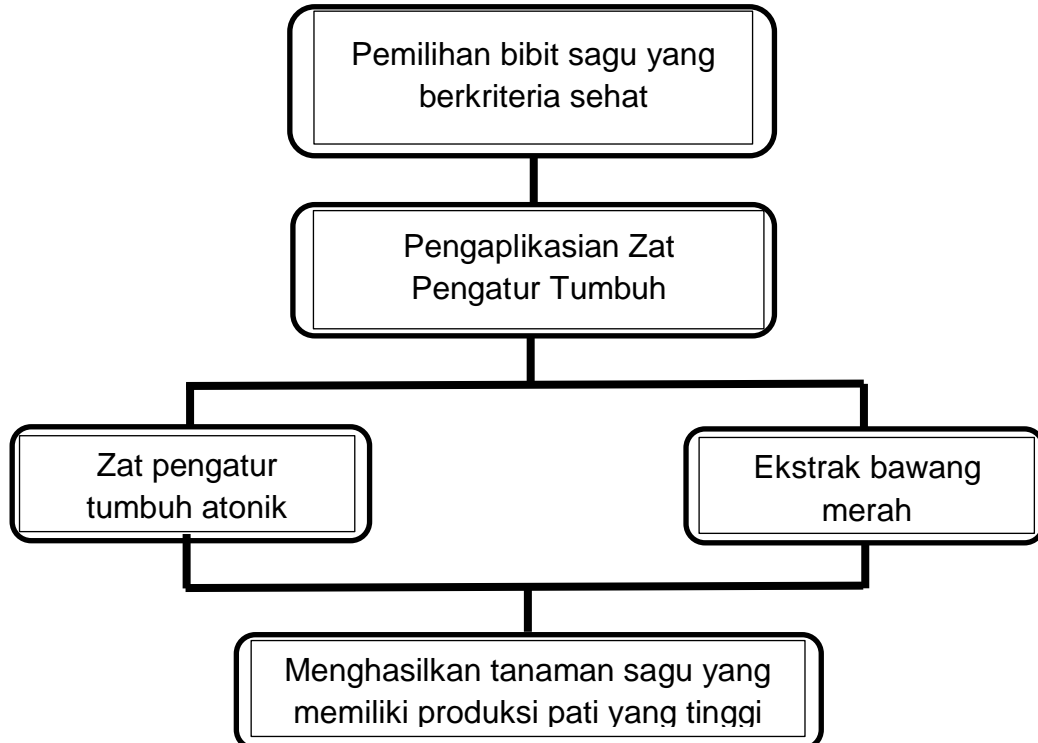 Pemilihan bibit sagu yang
berkriteria sehat
Pengaplikasian Zat
Pengatur Tumbuh
Zat pengatur
tumbuh atonik
Ekstrak bawang
merah
Menghasilkan tanaman sagu yang
memiliki produksi pati yang tinggi